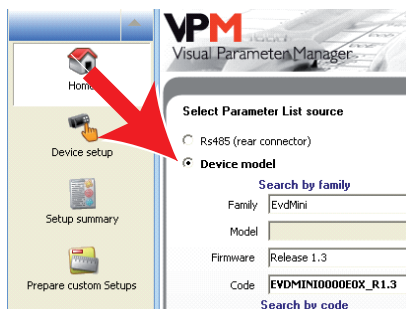 VPM
Visual Parameter Manager
Home
Device setup
Setup summary
Prepare custom Setups
Select Parameter List source
Rs485 (rear connector)
Device model
Search by family
Family EvdMini
Model
Firmware Release 1.3
Code EVDMINI0000E0X_R1.3
Search by code